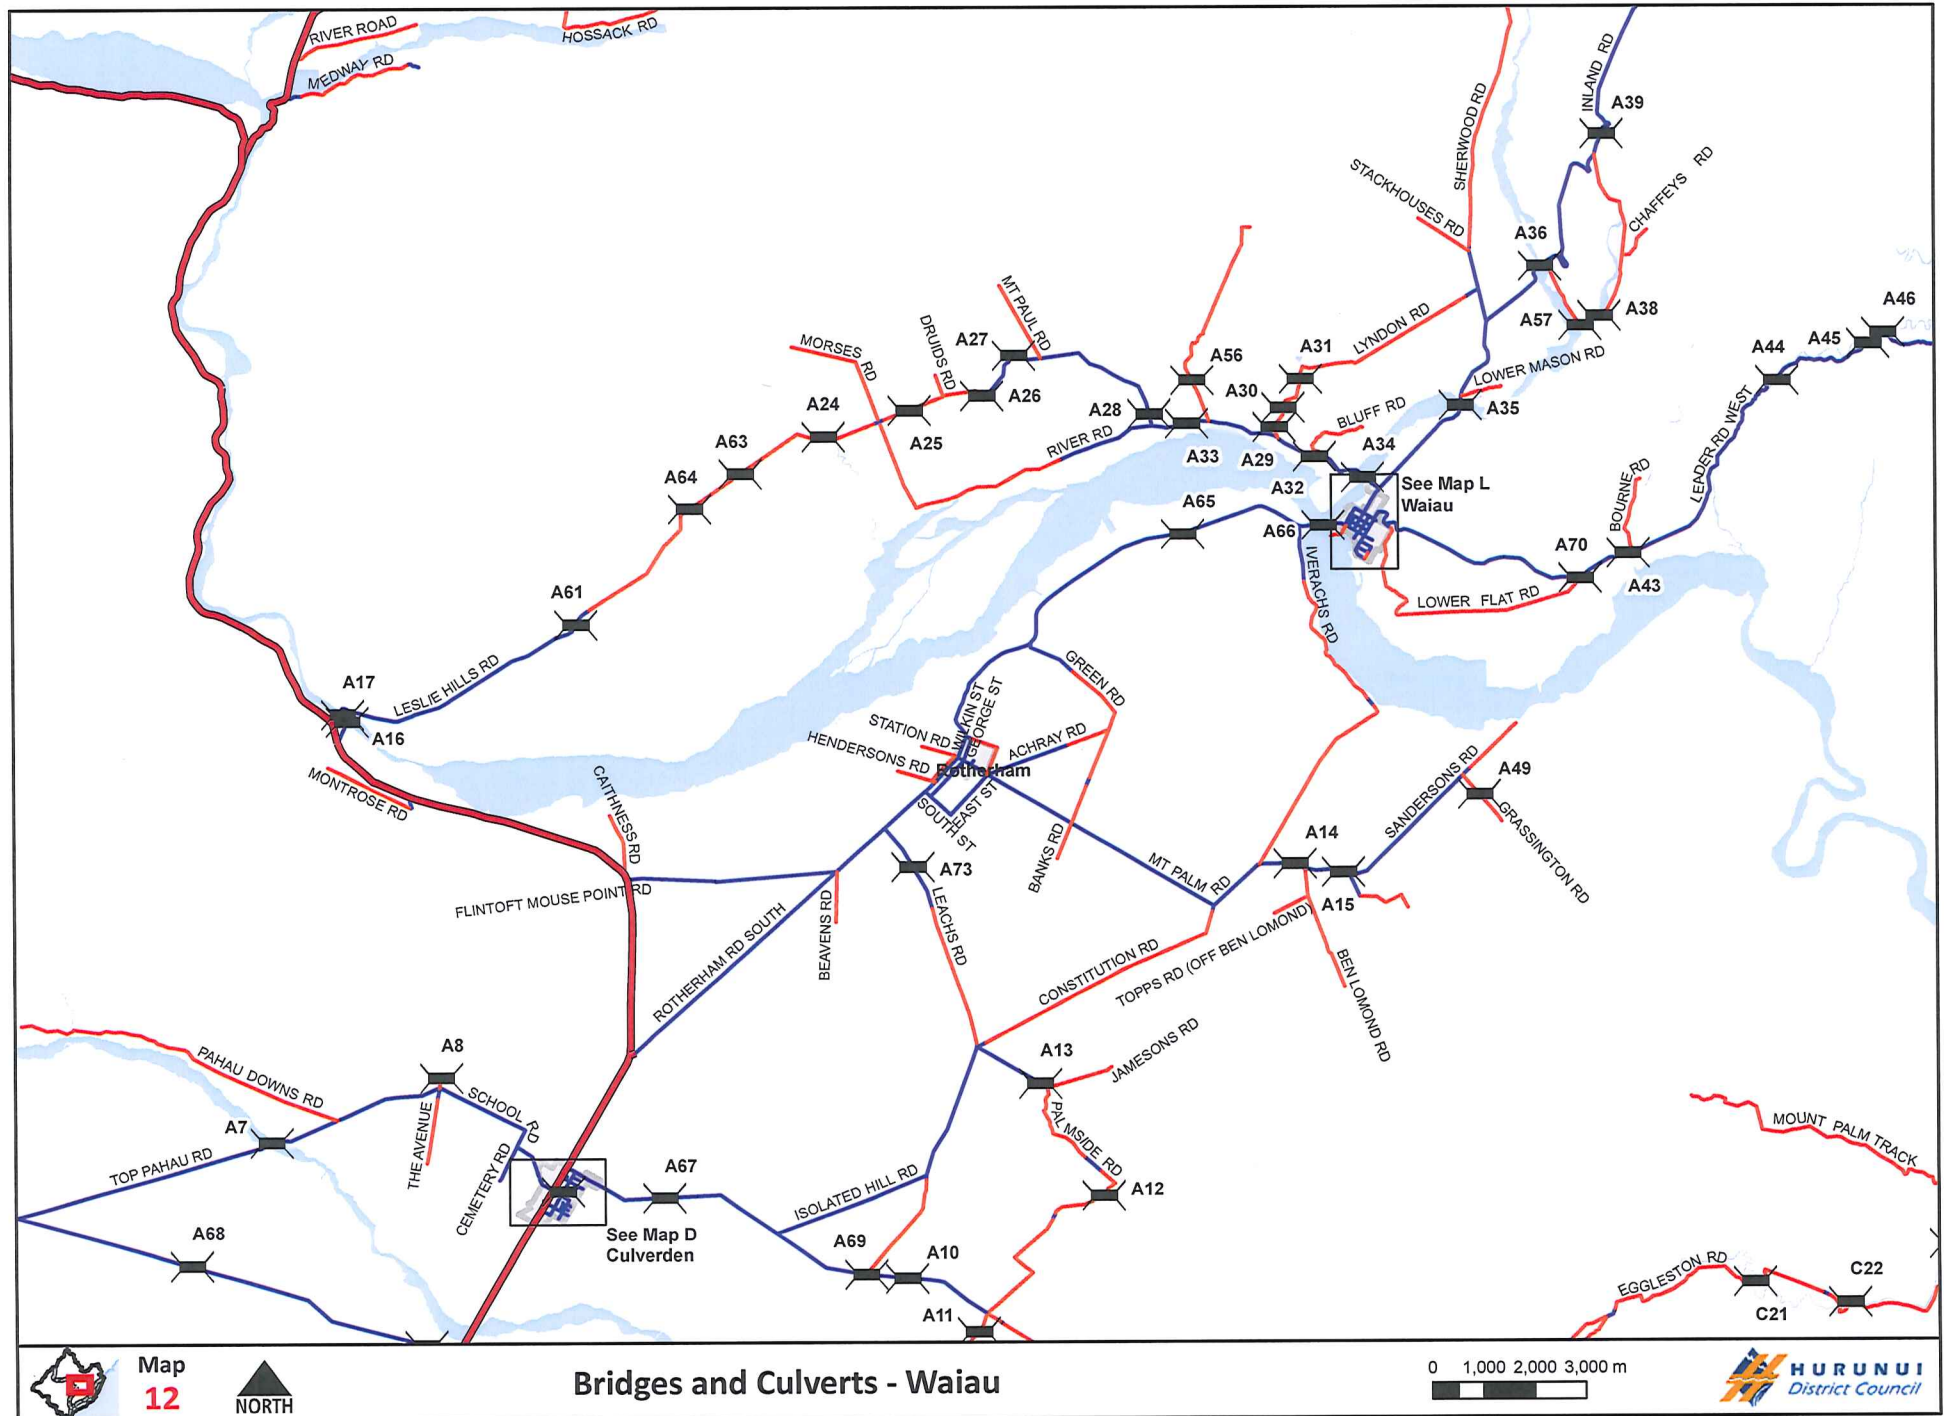 RIVER ROAD
HOSSACK RD
MEDWAY RD
INLAND RD
A39
SHERWOOD RD
STACKHOUSES RD
CHAFFEYS RD
A36
A57
A38
A46
A45
A44
MT PAUL RD
DRUIDS RD
A27
MORSES RD
A56
A31
LYNDON RD
LOWER MASON RD
A30
A26
A28
A24
A25
RIVER RD
BLUFF RD
A35
A63
A33
A29
A34
LEADER RD WEST
A64
A32
See Map L
Waiau
A65
A66
BOURNE RD
A70
A43
IVERACHS RD
LOWER FLAT RD
A61
LESLIE HILLS RD
GREEN RD
A17
A16
WILKIN ST
GEORGE ST
STATION RD
HENDERSONS RD
ACHRAY RD
Rotherham
EAST ST
SOUTH ST
MONTROSE RD
CAITHNESS RD
SANDERSONS RD
A49
GRASSINGTON RD
BANKS RD
A14
A73
MT PALM RD
A15
FLINTOFT MOUSE POINT RD
BEAVENS RD
LEACHS RD
ROTHERHAM RD SOUTH
CONSTITUTION RD
TOPPS RD (OFF BEN LOMOND)
BEN LOMOND RD
PAHAU DOWNS RD
A8
SCHOOL RD
A13
JAMESONS RD
A7
THE AVENUE
PALMSIDE RD
MOUNT PALM TRACK
TOP PAHAU RD
CEMETERY RD
A67
ISOLATED HILL RD
A12
A68
See Map D
Culverden
A69
A10
A11
EGGLESTON RD
C21
C22
Map
12
NORTH
Bridges and Culverts - Waiau
0 1,000 2,000 3,000 m
HURUNUI
District Council